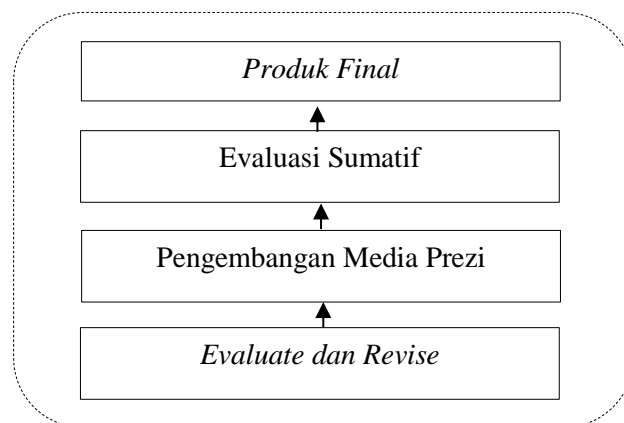 Produk Final
Evaluasi Sumatif
Pengembangan Media Prezi
Evaluate dan Revise